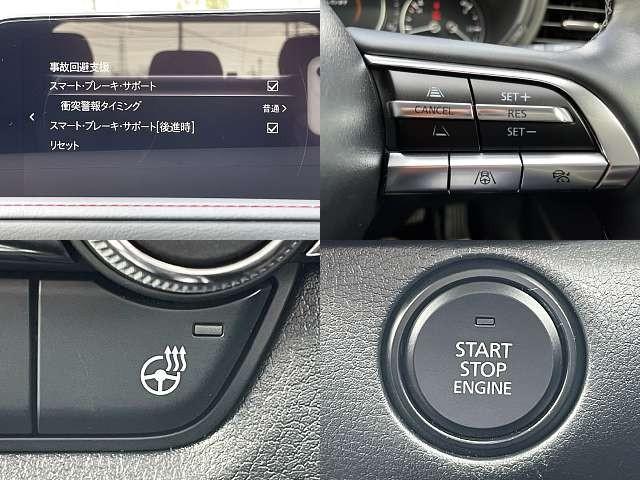 事故回避支援
スマート・ブレーキ・サポート
衝突警報タイミング 普通
スマート・ブレーキ・サポート[後進時]
リセット
CANCEL
SET+
RES
SET-
START
STOP
ENGINE